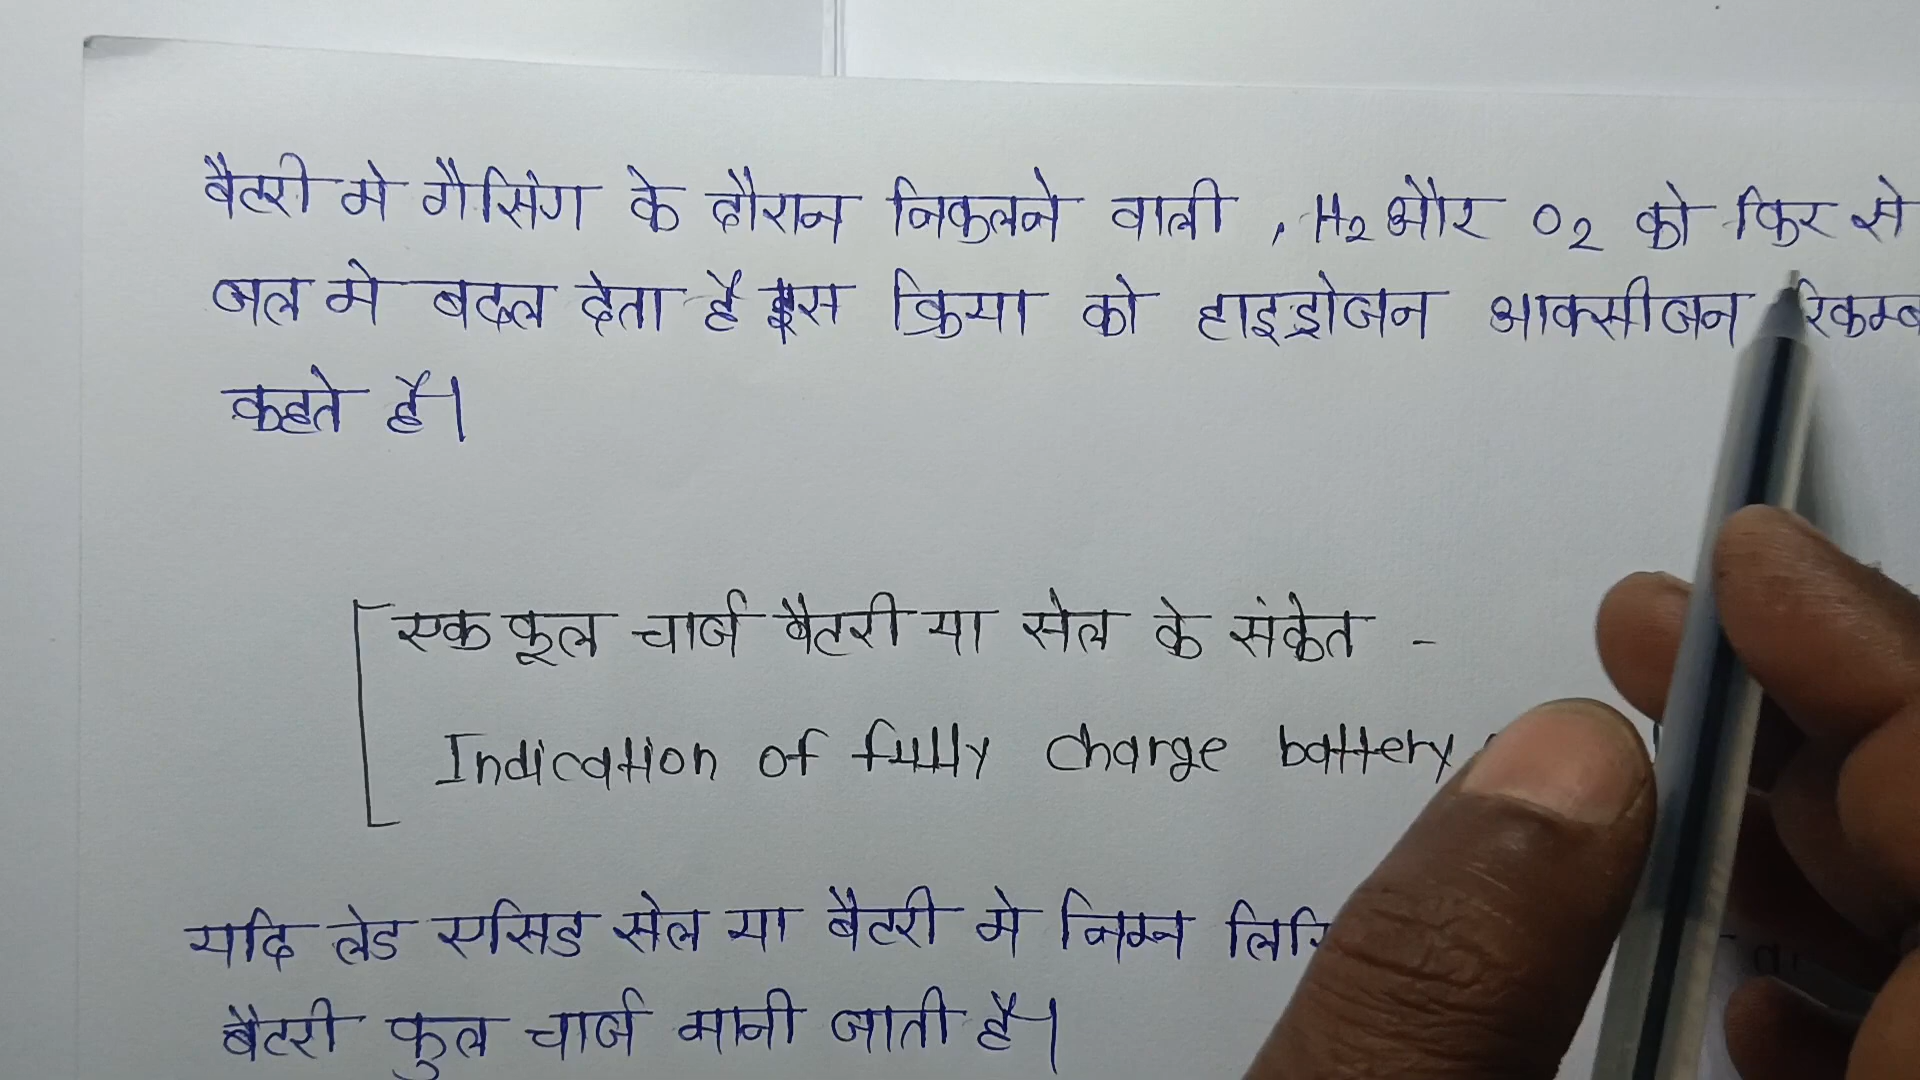 बैटरी मे गैसिंग के दौरान निकलने वाली , H₂ और O₂ को फिर से
जल मे बदल देता है इस क्रिया को हाइड्रोजन आक्सीजन
कहते है।
एक फूल चार्ज बैटरी या सेल के संकेत -
Indication of fully charge battery
यदि लेड एसिड सेल या बैटरी मे निम्न
बैटरी फुल चार्ज मानी जाती है।